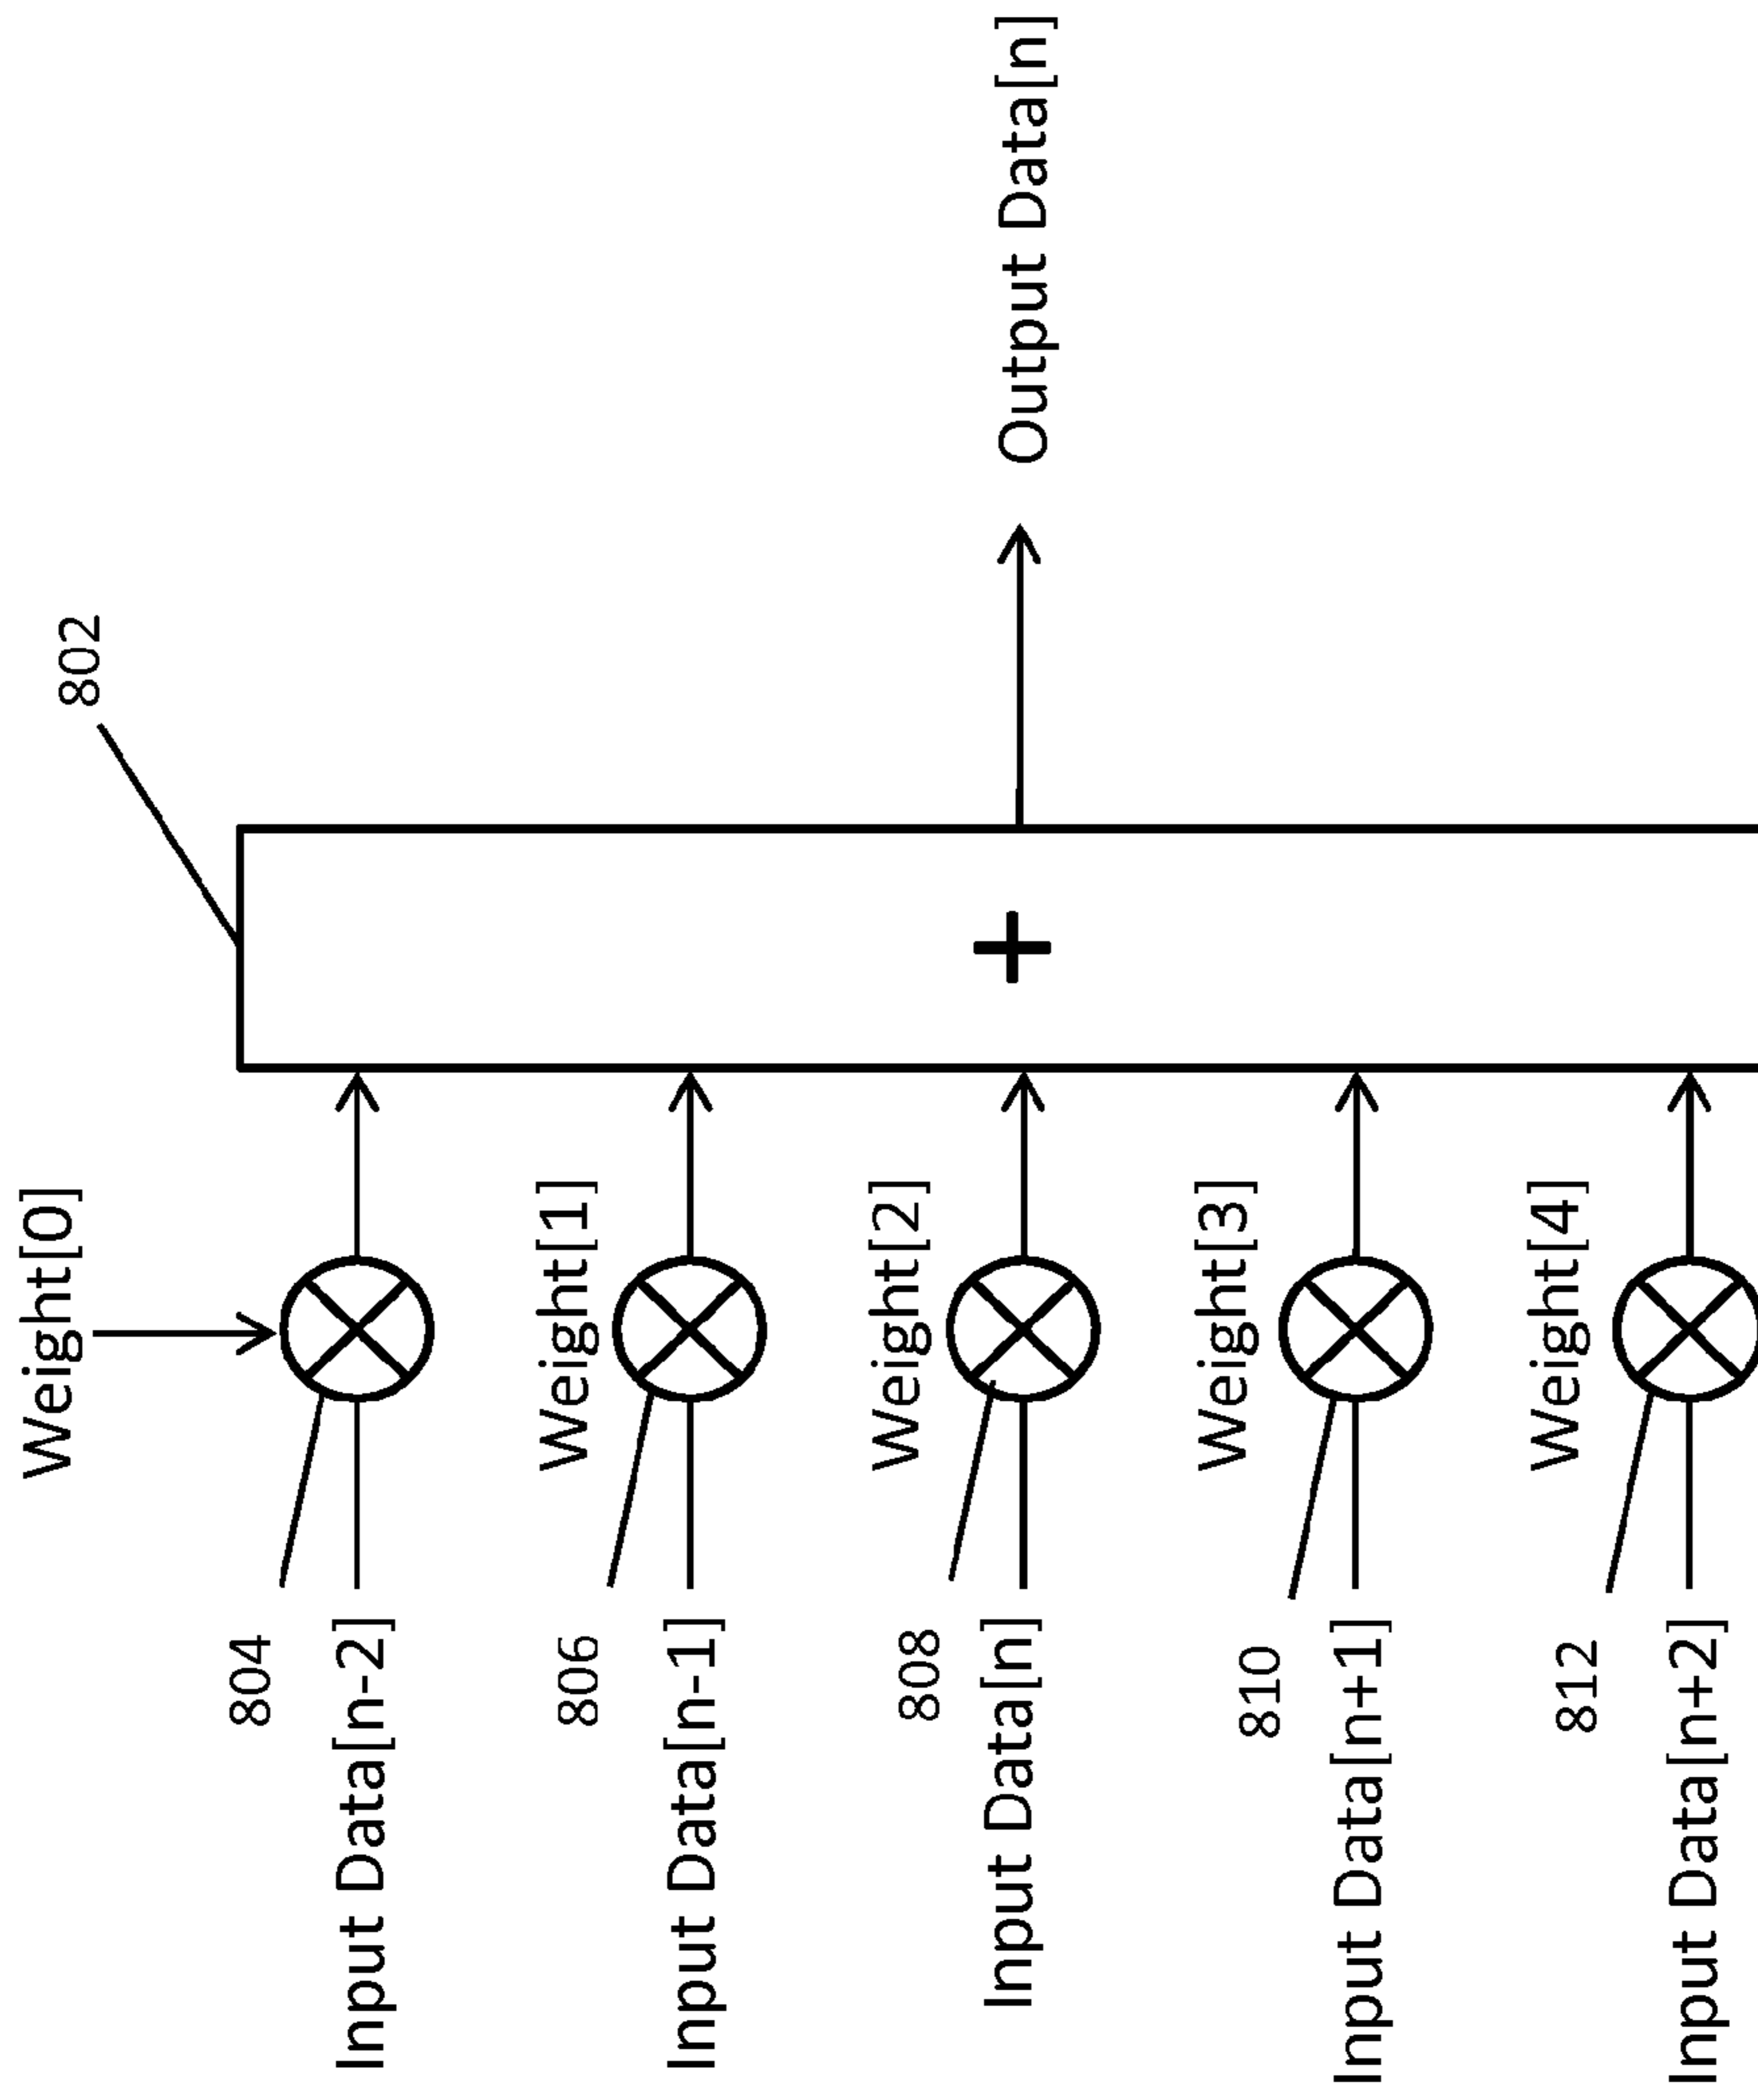 Weight[0]
802
804
Input Data[n-2]
Weight[1]
806
Input Data[n-1]
Weight[2]
808
Input Data[n]
+
Output Data[n]
Weight[3]
810
Input Data[n+1]
Weight[4]
812
Input Data[n+2]